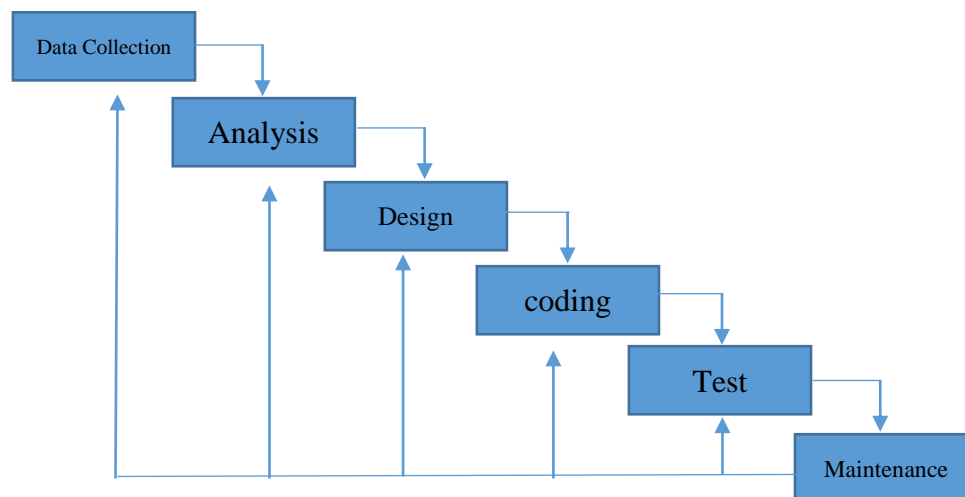 Data Collection
Analysis
Design
coding
Test
Maintenance